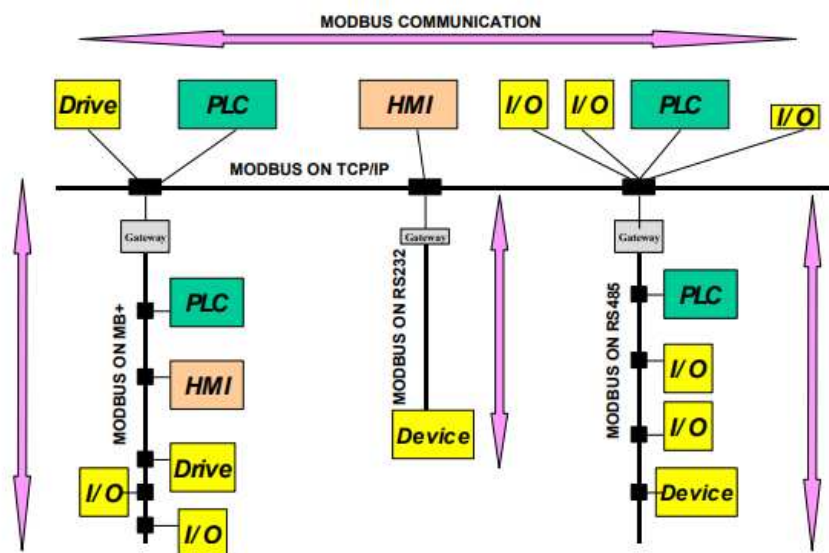 MODBUS COMMUNICATION
Drive
PLC
HMI
I/O
I/O
PLC
I/O
MODBUS ON TCP/IP
Gateway
Gateway
Gateway
MODBUS ON MB+
PLC
HMI
Drive
I/O
I/O
MODBUS ON RS232
Device
MODBUS ON RS485
PLC
I/O
I/O
Device